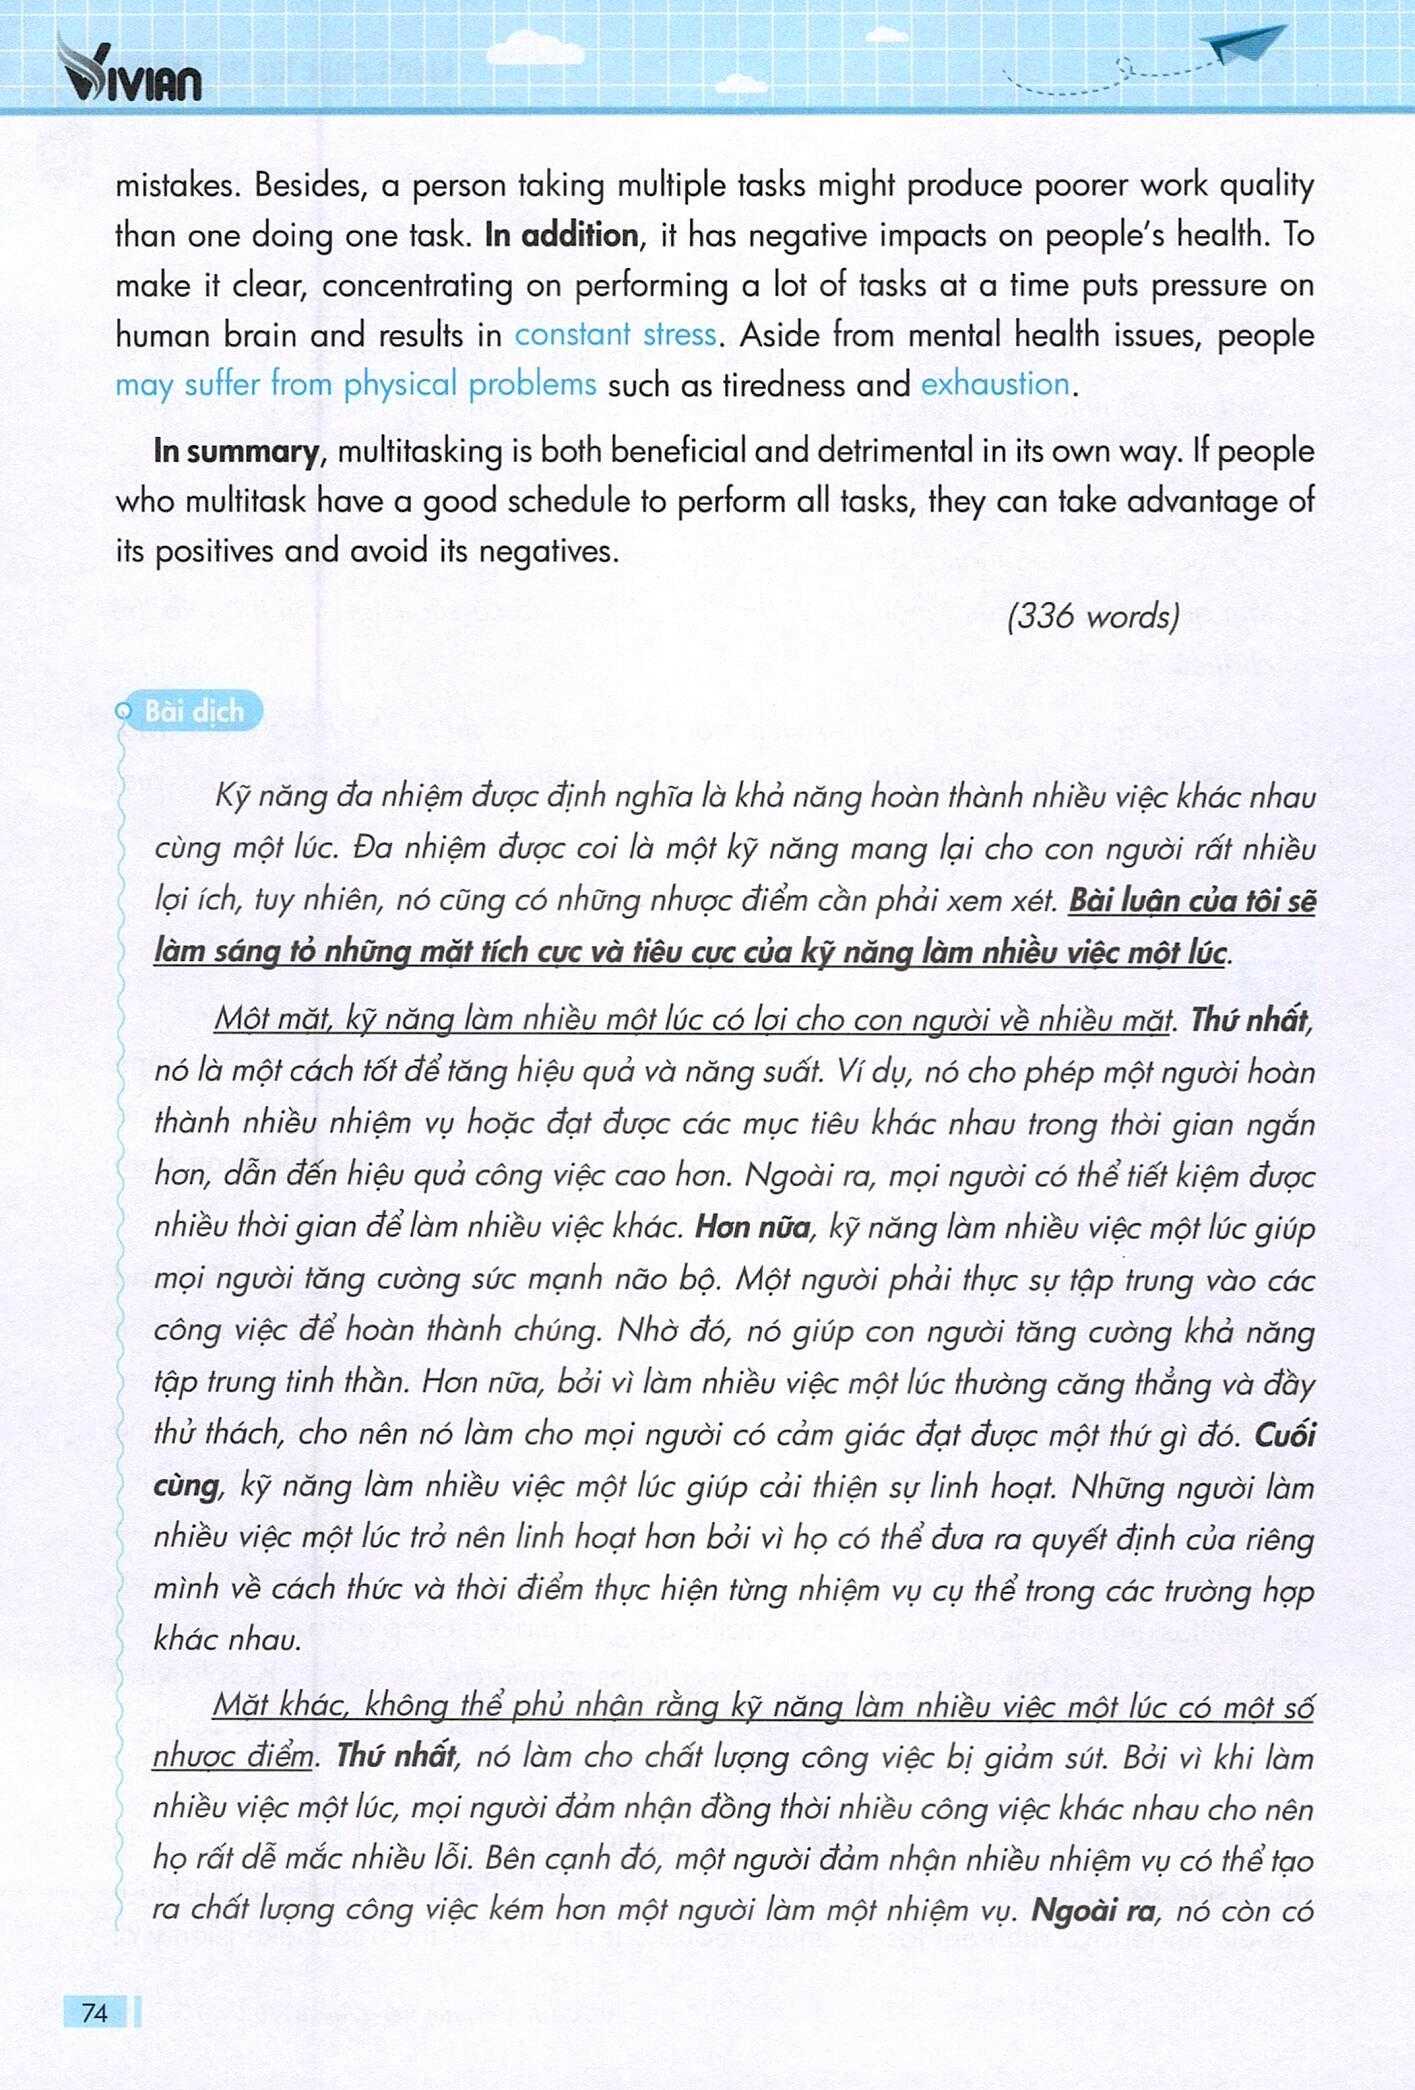 VIVIAN
mistakes. Besides, a person taking multiple tasks might produce poorer work quality
than one doing one task. In addition, it has negative impacts on people's health. To
make it clear, concentrating on performing a lot of tasks at a time puts pressure on
human brain and results in constant stress. Aside from mental health issues, people
may suffer from physical problems such as tiredness and exhaustion.
In summary, multitasking is both beneficial and detrimental in its own way. If people
who multitask have a good schedule to perform all tasks, they can take advantage of
its positives and avoid its negatives.
(336 words)
Bài dịch
Kỹ năng đa nhiệm được định nghĩa là khả năng hoàn thành nhiều việc khác nhau
cùng một lúc. Đa nhiệm được coi là một kỹ năng mang lại cho con người rất nhiều
lợi ích, tuy nhiên, nó cũng có những nhược điểm cần phải xem xét. Bài luận của tôi sẽ
làm sáng tỏ những mặt tích cực và tiêu cực của kỹ năng làm nhiều việc một lúc.
Một mặt, kỹ năng làm nhiều một lúc có lợi cho con người về nhiều mặt. Thứ nhất,
nó là một cách tốt để tăng hiệu quả và năng suất. Ví dụ, nó cho phép một người hoàn
thành nhiều nhiệm vụ hoặc đạt được các mục tiêu khác nhau trong thời gian ngắn
hơn, dẫn đến hiệu quả công việc cao hơn. Ngoài ra, mọi người có thể tiết kiệm được
nhiều thời gian để làm nhiều việc khác. Hơn nữa, kỹ năng làm nhiều việc một lúc giúp
mọi người tăng cường sức mạnh não bộ. Một người phải thực sự tập trung vào các
công việc để hoàn thành chúng. Nhờ đó, nó giúp con người tăng cường khả năng
tập trung tinh thần. Hơn nữa, bởi vì làm nhiều việc một lúc thường căng thẳng và đầy
thử thách, cho nên nó làm cho mọi người có cảm giác đạt được một thứ gì đó. Cuối
cùng, kỹ năng làm nhiều việc một lúc giúp cải thiện sự linh hoạt. Những người làm
nhiều việc một lúc trở nên linh hoạt hơn bởi vì họ có thể đưa ra quyết định của riêng
mình về cách thức và thời điểm thực hiện từng nhiệm vụ cụ thể trong các trường hợp
khác nhau.
Mặt khác, không thể phủ nhận rằng kỹ năng làm nhiều việc một lúc có một số
nhược điểm. Thứ nhất, nó làm cho chất lượng công việc bị giảm sút. Bởi vì khi làm
nhiều việc một lúc, mọi người đảm nhận đồng thời nhiều công việc khác nhau cho nên
họ rất dễ mắc nhiều lỗi. Bên cạnh đó, một người đảm nhận nhiều nhiệm vụ có thể tạo
ra chất lượng công việc kém hơn một người làm một nhiệm vụ. Ngoài ra, nó còn có
74